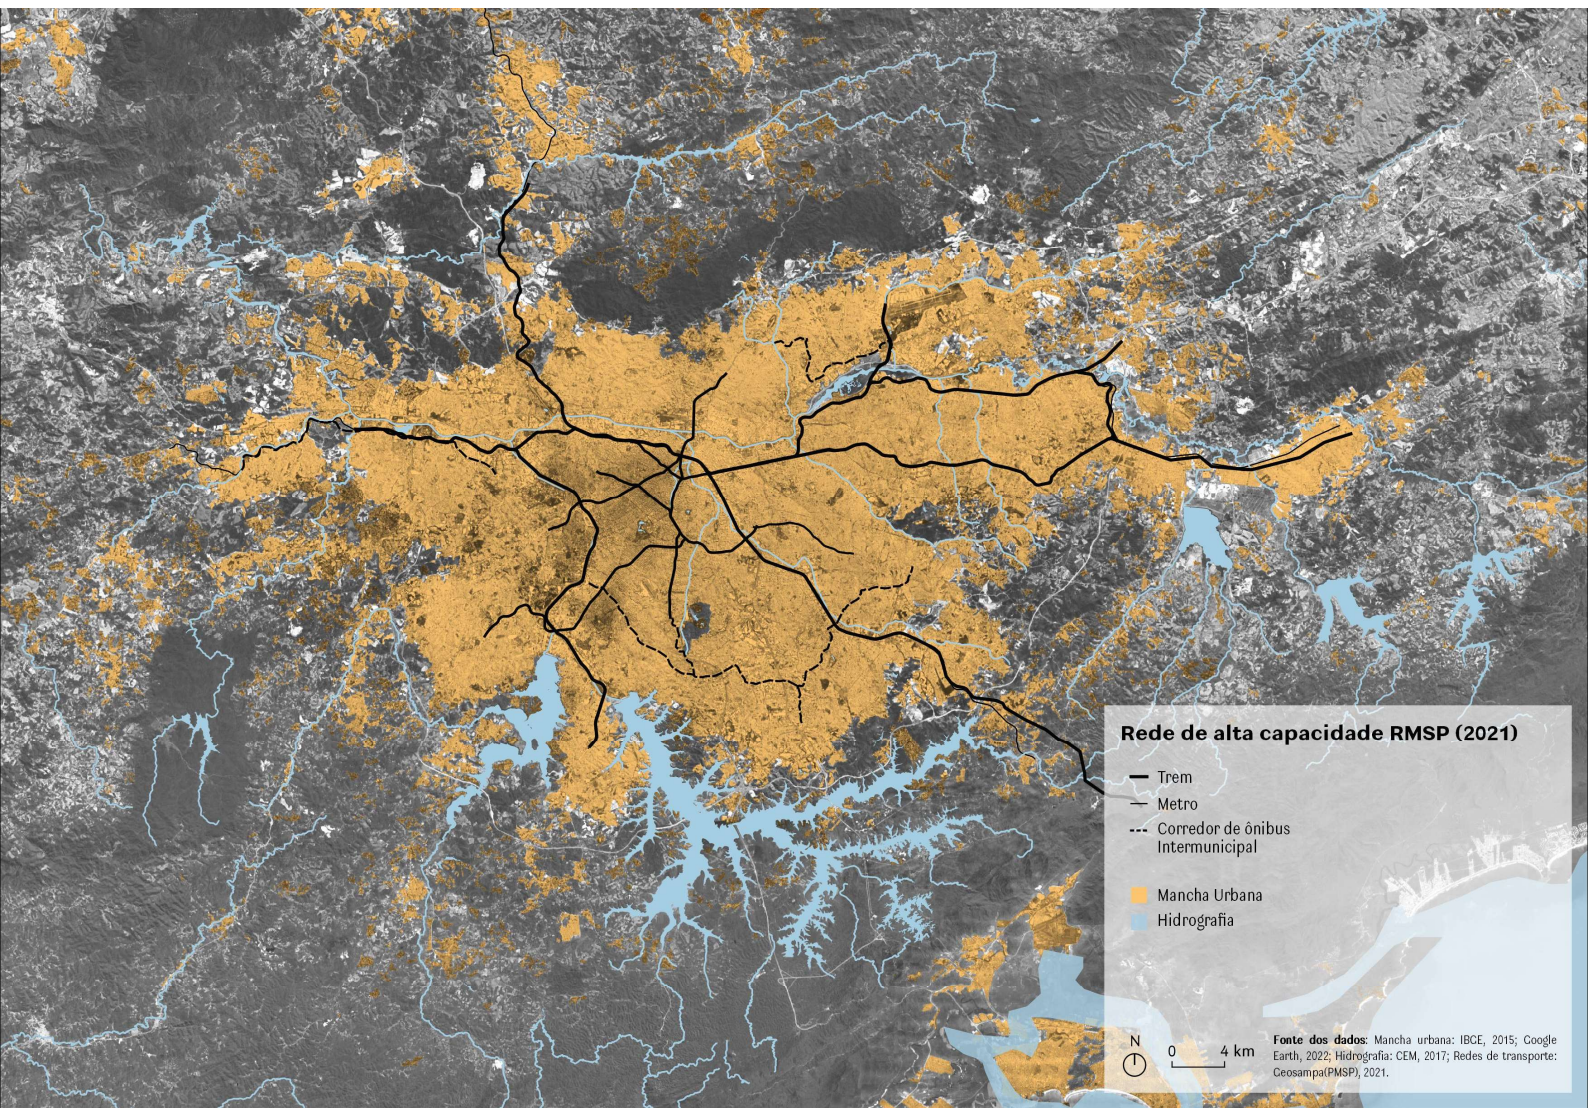 Rede de alta capacidade RMSP (2021)
Trem
Metro
Corredor de ônibus
Intermunicipal
Mancha Urbana
Hidrografia
N
0 4 km
Fonte dos dados: Mancha urbana: IBCE, 2015; Google
Earth, 2022; Hidrografia: CEM, 2017; Redes de transporte:
Geosampa(PMSP), 2021.